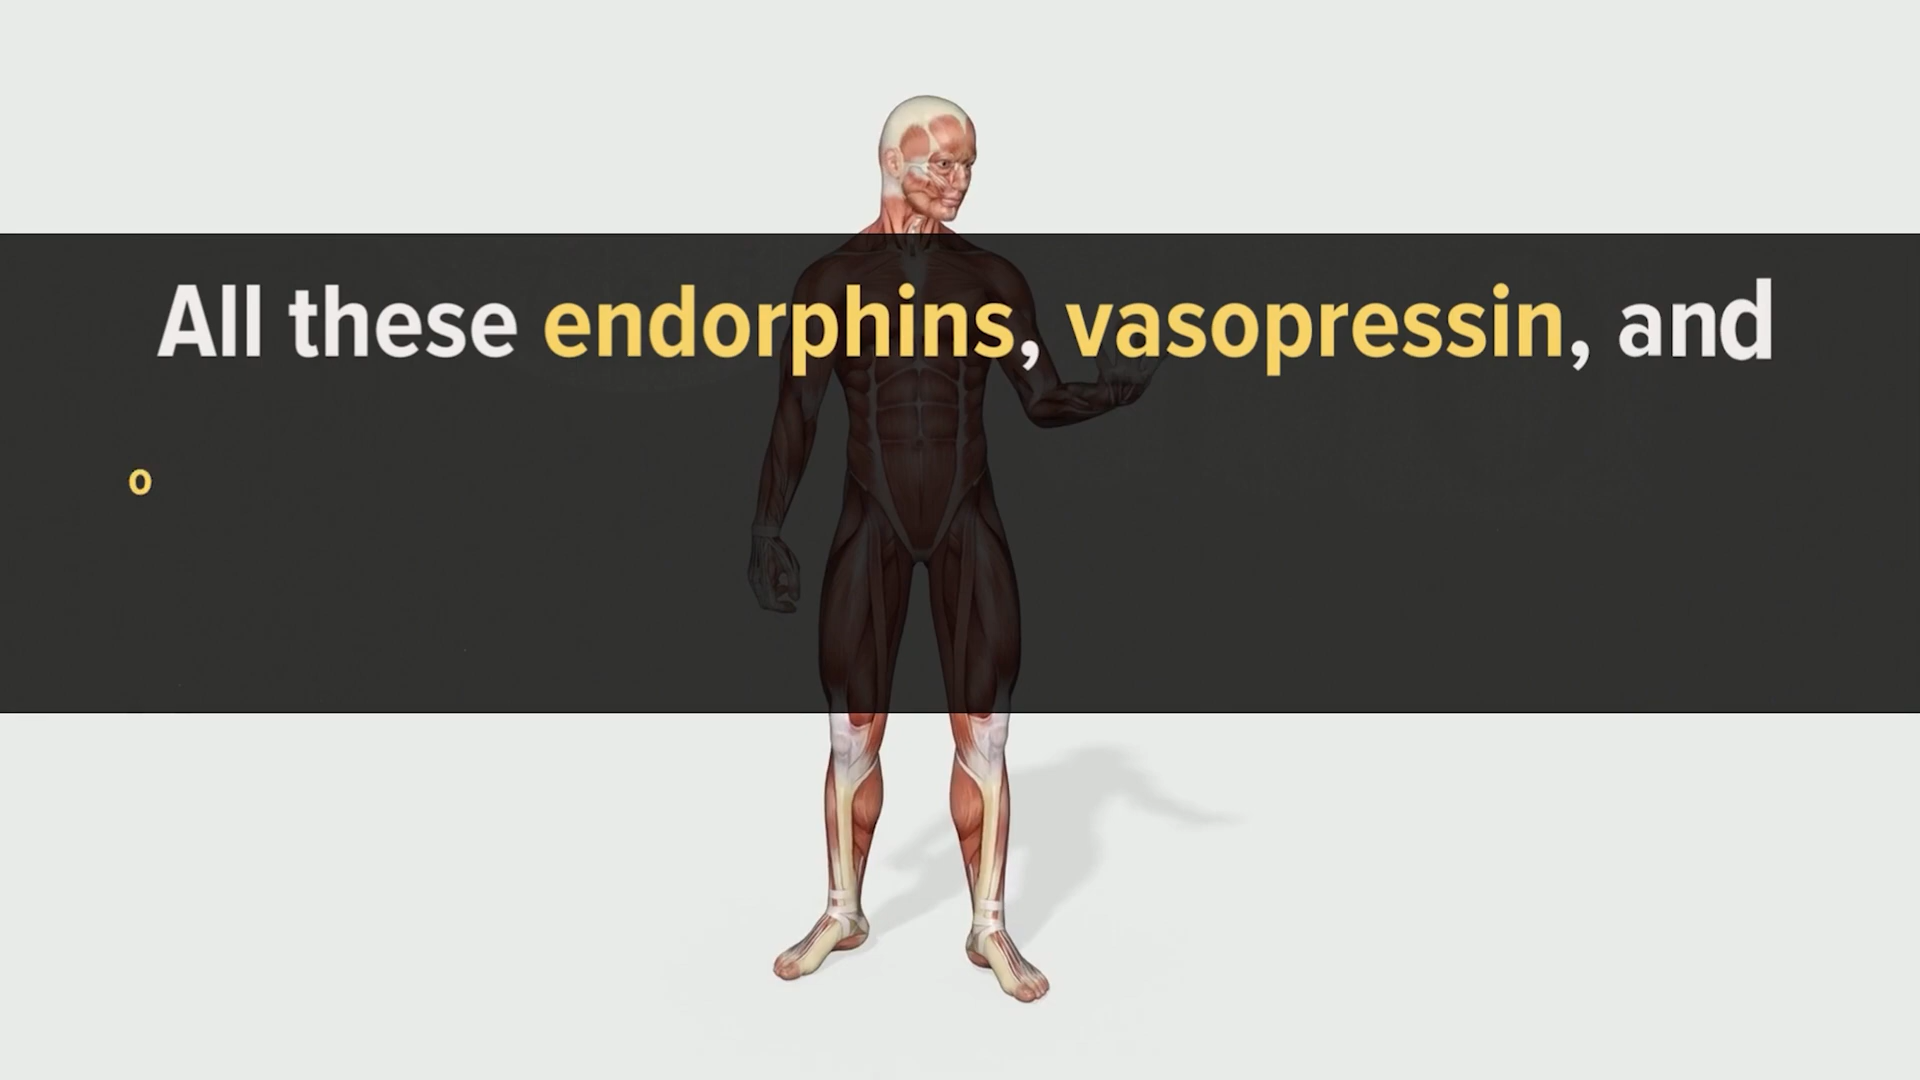 All these endorphins, vasopressin, and
o